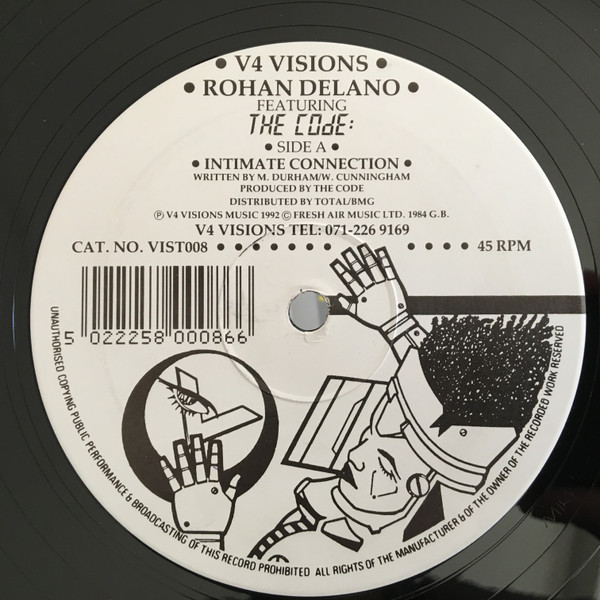 • V4 VISIONS •
• ROHAN DELANO •
FEATURING
THE CODE:
• SIDE A •
• INTIMATE CONNECTION •
WRITTEN BY M. DURHAM/W. CUNNINGHAM
PRODUCED BY THE CODE
DISTRIBUTED BY TOTAL/BMG
Ⓟ V4 VISIONS MUSIC 1992 © FRESH AIR MUSIC LTD. 1984 G.B.
V4 VISIONS TEL: 071-226 9169
CAT. NO. VIST008 • • • • • • • • • • • 45 RPM
5 022258 000866
UNAUTHORISED COPYING PUBLIC PERFORMANCE & BROADCASTING OF THIS RECORD PROHIBITED ALL RIGHTS OF THE MANUFACTURER & OF THE OWNER OF THE RECORDED WORK RESERVED